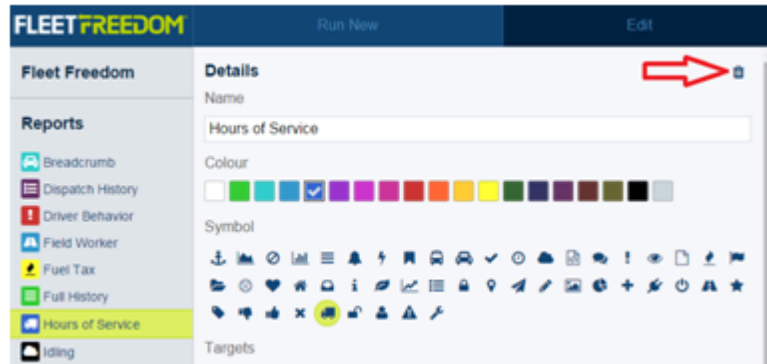 FLEETFREEDOM
Run New
Edit
Fleet Freedom
Details
Name
Reports
Hours of Service
Breadcrumb
Colour
Dispatch History
Driver Behavior
Symbol
Field Worker
Fuel Tax
Full History
Hours of Service
Idling
Targets